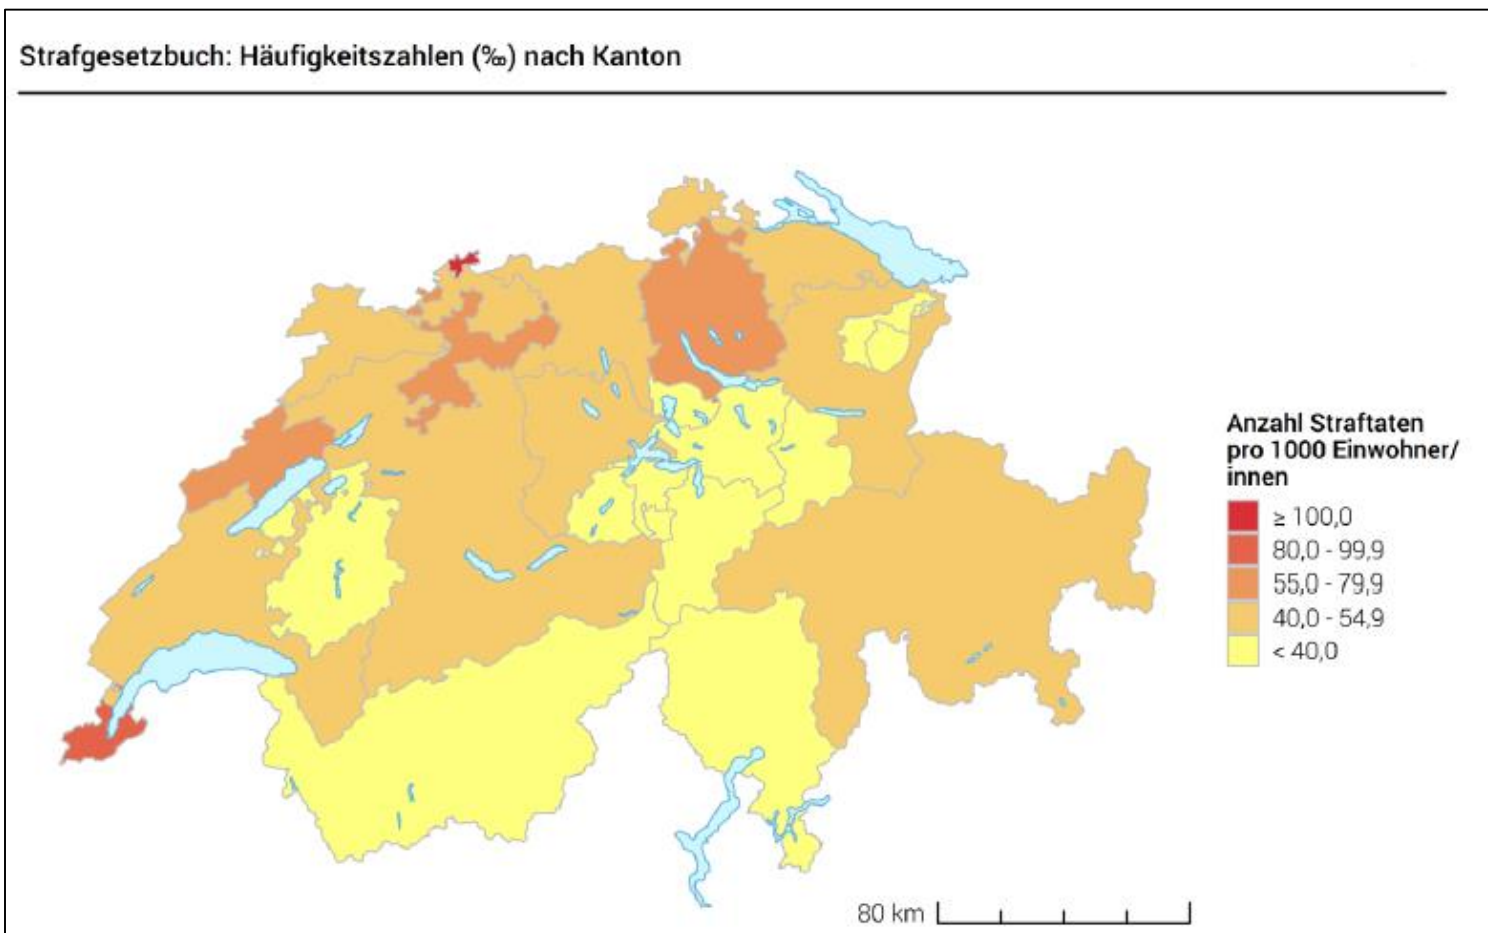 Strafgesetzbuch: Häufigkeitszahlen (‰) nach Kanton
Anzahl Straftaten
pro 1000 Einwohner/
innen
≥ 100,0
80,0 - 99,9
55,0 - 79,9
40,0 - 54,9
< 40,0
80 km